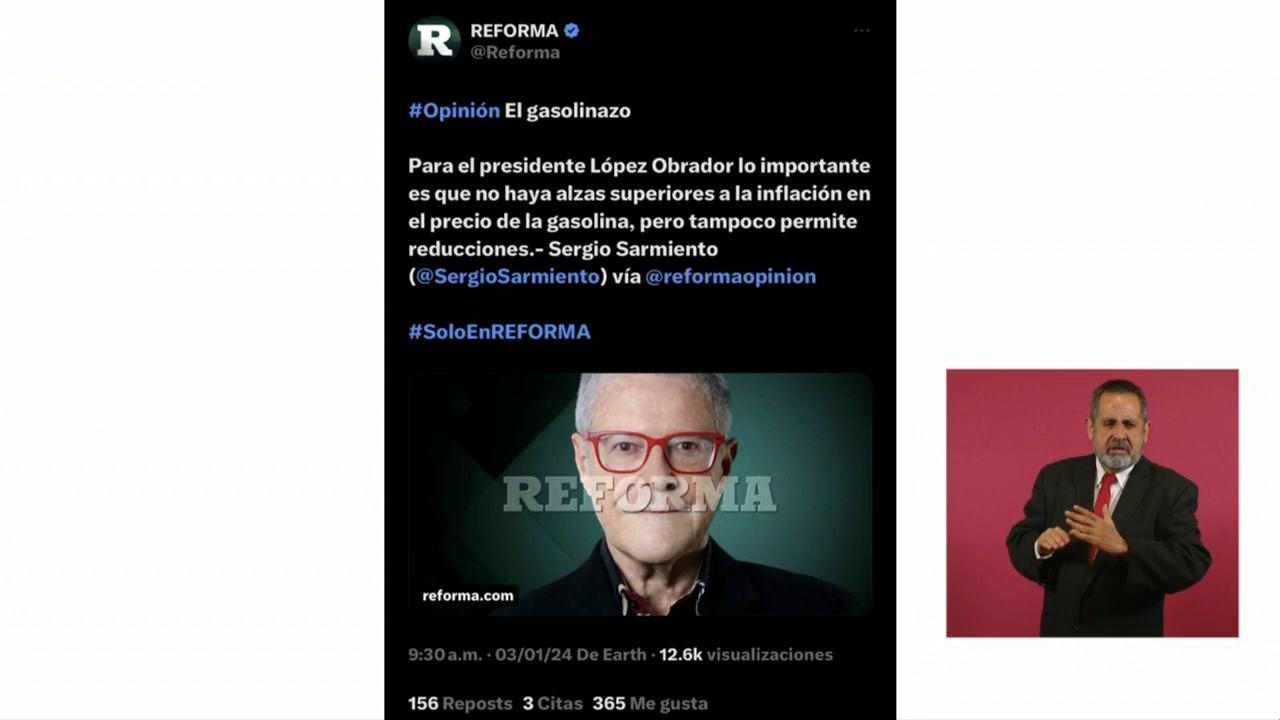 REFORMA
@Reforma
#Opinión El gasolinazo
Para el presidente López Obrador lo importante
es que no haya alzas superiores a la inflación en
el precio de la gasolina, pero tampoco permite
reducciones.- Sergio Sarmiento
(@SergioSarmiento) vía @reformaopinion
#SoloEnREFORMA
REFORMA
reforma.com
9:30 a.m. · 03/01/24 De Earth · 12.6k visualizaciones
156 Reposts 3 Citas 365 Me gusta